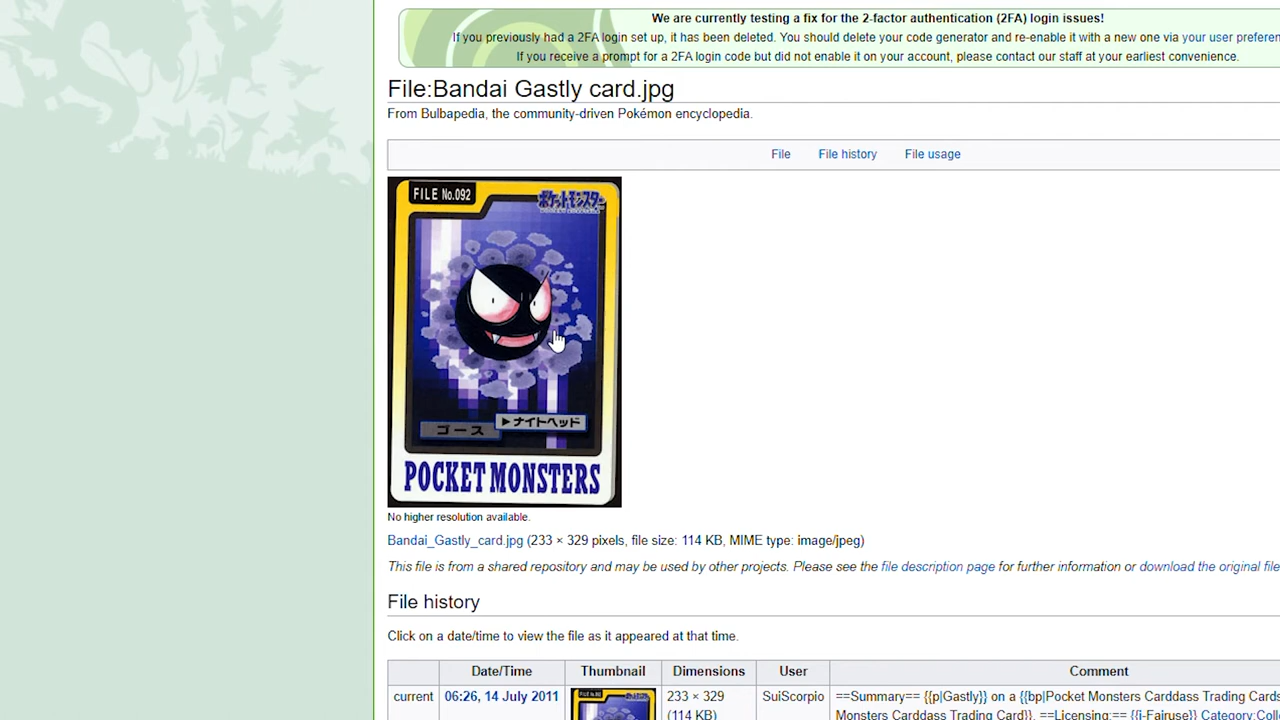 We are currently testing a fix for the 2-factor authentication (2FA) login issues!
If you previously had a 2FA login set up, it has been deleted. You should delete your code generator and re-enable it with a new one via your user preferen
If you receive a prompt for a 2FA login code but did not enable it on your account, please contact our staff at your earliest convenience.
File:Bandai Gastly card.jpg
From Bulbapedia, the community-driven Pokémon encyclopedia.
File File history File usage
FILE No.092
ポケットモンスター
▶ナイトヘッド
ゴース
POCKET MONSTERS
No higher resolution available.
Bandai_Gastly_card.jpg (233 × 329 pixels, file size: 114 KB, MIME type: image/jpeg)
This file is from a shared repository and may be used by other projects. Please see the file description page for further information or download the original file
File history
Click on a date/time to view the file as it appeared at that time.
Date/Time Thumbnail Dimensions User Comment
current 06:26, 14 July 2011 233 × 329 SuiScorpio ==Summary== {{p|Gastly}} on a {{bp|Pocket Monsters Carddass Trading Cards
(114 KB) Monsters Carddass Trading Card}}. ==Licensing:== {{i-Fairuse}} Category:Coll